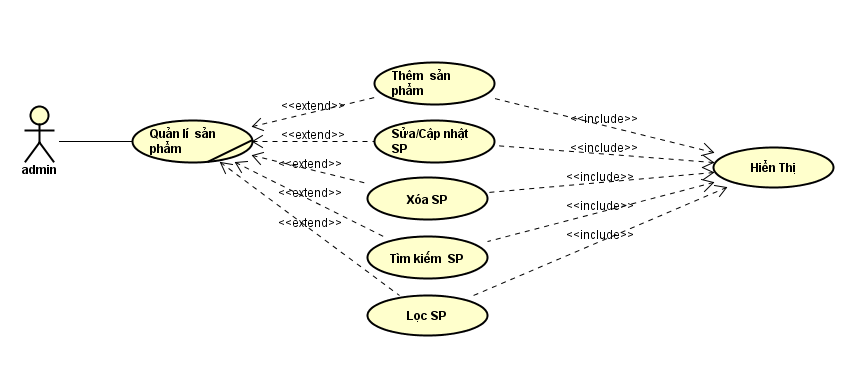 admin
Quản lí sản
phẩm
<<extend>>
<<extend>>
<<extend>>
<<extend>>
<<extend>>
Thêm sản
phẩm
Sửa/Cập nhật
SP
Xóa SP
Tìm kiếm SP
Lọc SP
<<include>>
<<include>>
<<include>>
<<include>>
<<include>>
Hiển Thị